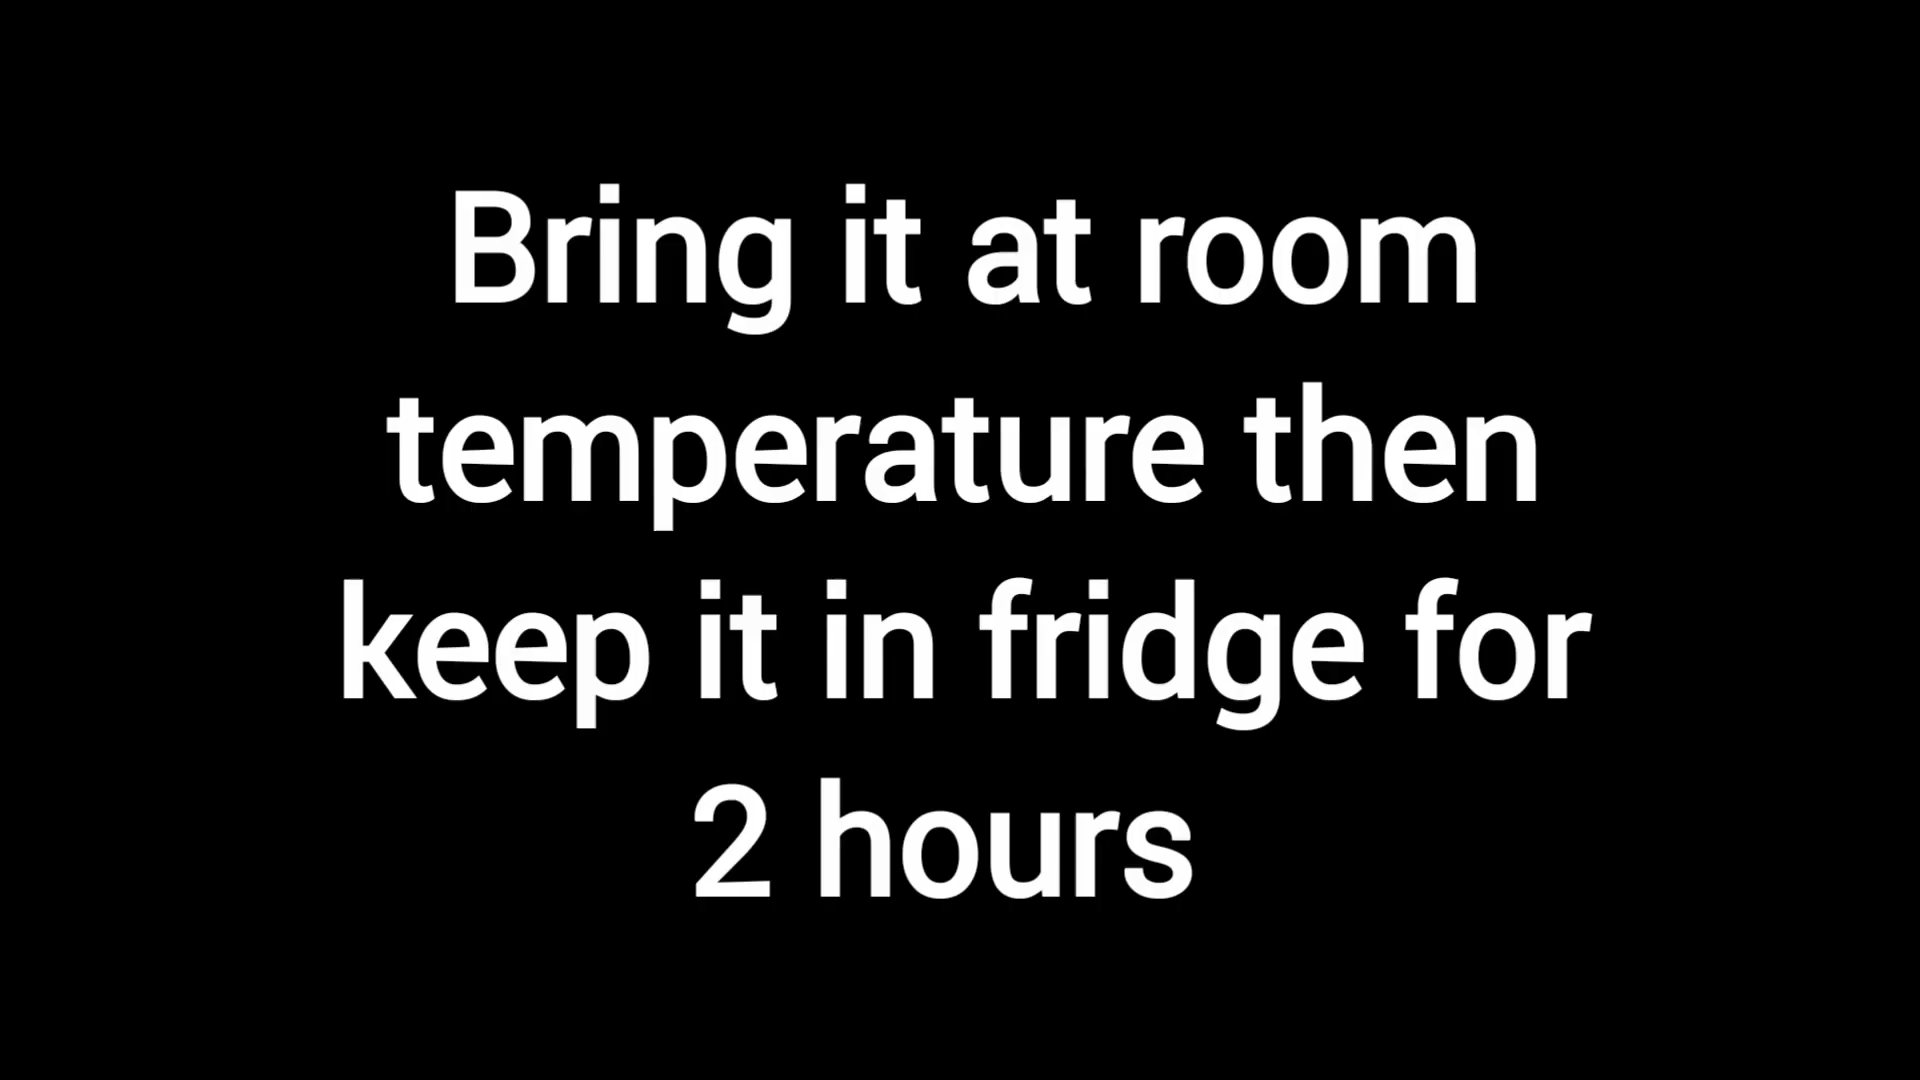 Bring it at room
temperature then
keep it in fridge for
2 hours